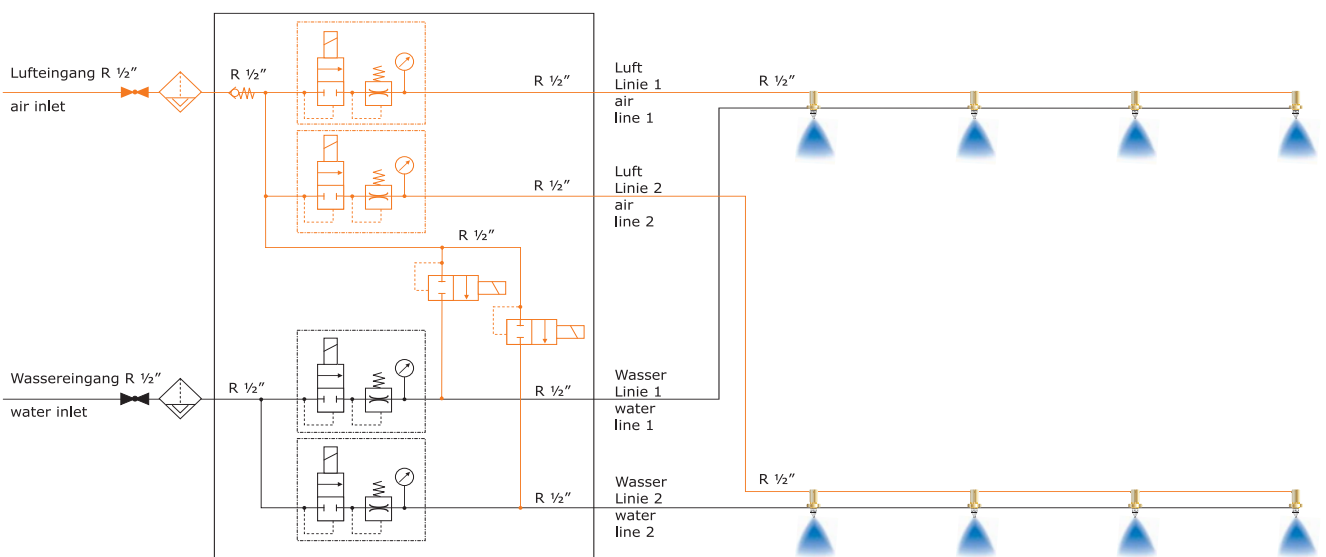 Lufteingang R ½”
air inlet
R ½”
R ½”
Luft
Linie 1
air
line 1
R ½”
R ½”
Luft
Linie 2
air
line 2
R ½”
Wassereingang R ½”
water inlet
R ½”
R ½”
Wasser
Linie 1
water
line 1
R ½”
Wasser
Linie 2
water
line 2
R ½”